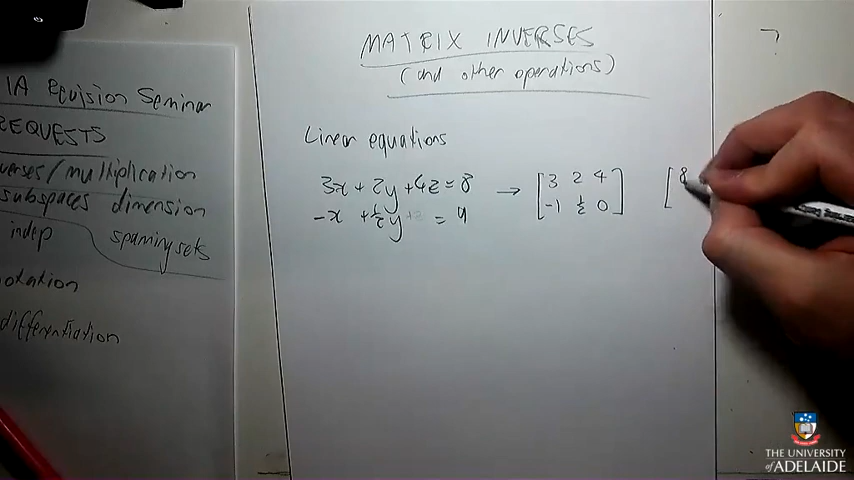 MATRIX INVERSES
(and other operations)
?
1A Revision Seminar
REQUESTS
verses/multiplication
subspaces dimension
indep spanning sets
otation
differentiation
Linear equations
3x + 2y + 4z = 8 → [3 2 4] [8
-x + ½y = 4 [-1 ½ 0]
THE UNIVERSITY
of ADELAIDE